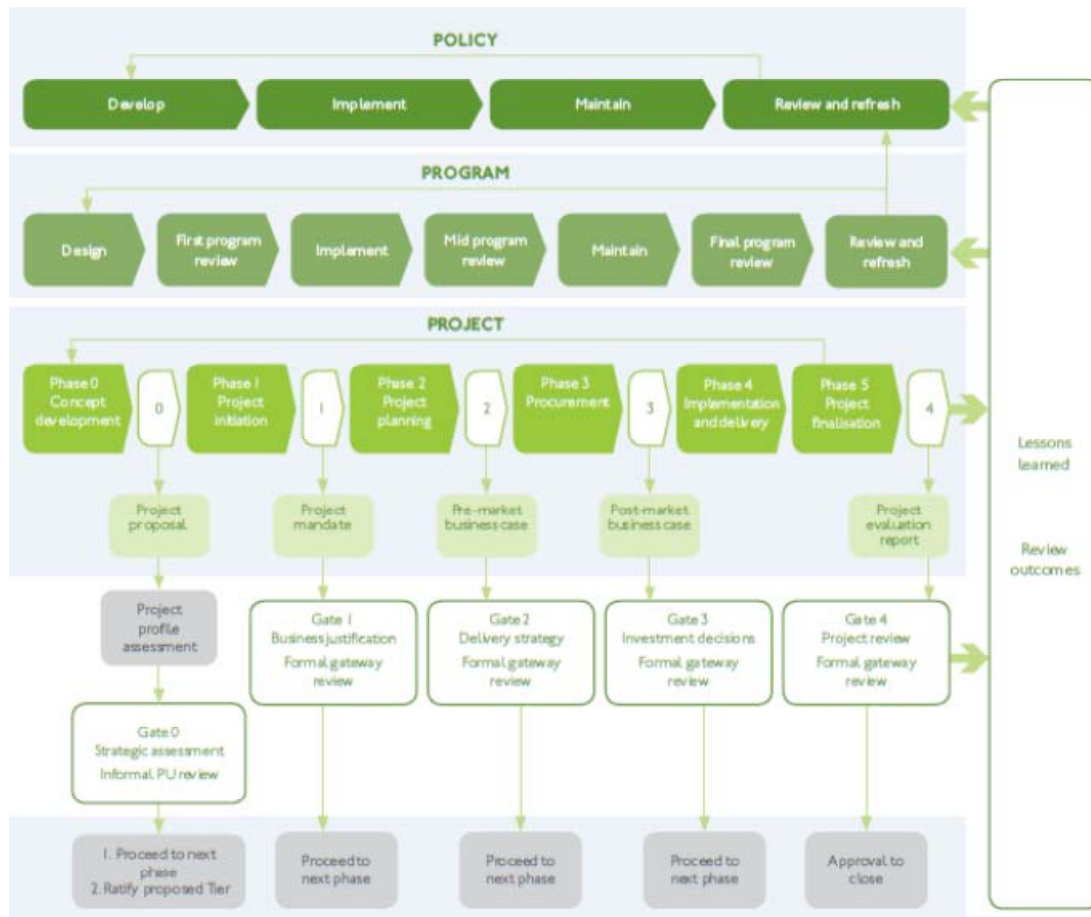 POLICY
Develop
Implement
Maintain
Review and refresh
PROGRAM
Design
First program
review
Implement
Mid program
review
Maintain
Final program
review
Review and
refresh
PROJECT
Phase 0
Concept
development
0
Phase 1
Project
initiation
1
Phase 2
Project
planning
2
Phase 3
Procurement
3
Phase 4
Implementation
and delivery
Phase 5
Project
finalisation
4
Project
proposal
Project
mandate
Pre-market
business case
Post-market
business case
Project
evaluation
report
Lessons
learned
Review
outcomes
Project
profile
assessment
Gate 1
Business justification
Formal gateway
review
Gate 2
Delivery strategy
Formal gateway
review
Gate 3
Investment decisions
Formal gateway
review
Gate 4
Project review
Formal gateway
review
Gate 0
Strategic assessment
Informal PU review
1. Proceed to next
phase
2. Ratify proposed Tier
Proceed to
next phase
Proceed to
next phase
Proceed to
next phase
Approval to
close